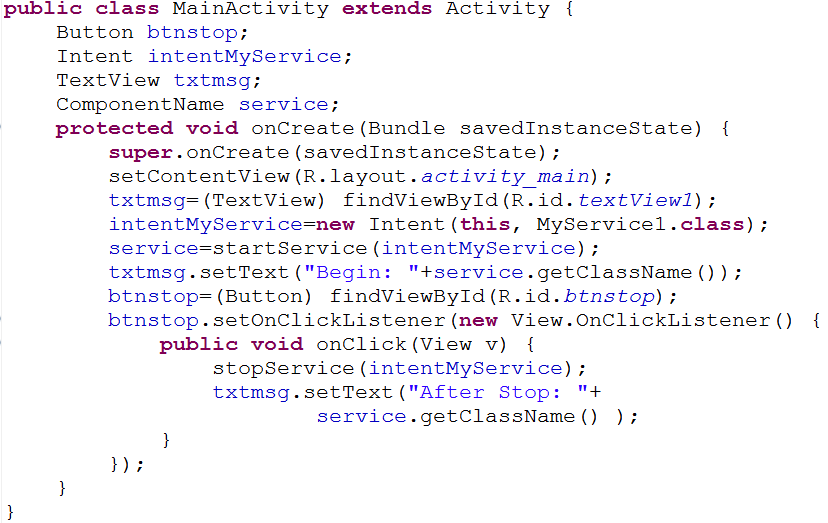 public class MainActivity extends Activity {
    Button btnstop;
    Intent intentMyService;
    TextView txtmsg;
    ComponentName service;
    protected void onCreate(Bundle savedInstanceState) {
        super.onCreate(savedInstanceState);
        setContentView(R.layout.activity_main);
        txtmsg=(TextView) findViewById(R.id.textView1);
        intentMyService=new Intent(this, MyService1.class);
        service=startService(intentMyService);
        txtmsg.setText("Begin: "+service.getClassName());
        btnstop=(Button) findViewById(R.id.btnstop);
        btnstop.setOnClickListener(new View.OnClickListener() {
            public void onClick(View v) {
                stopService(intentMyService);
                txtmsg.setText("After Stop: "+
                        service.getClassName() );
            }
        });
    }
}